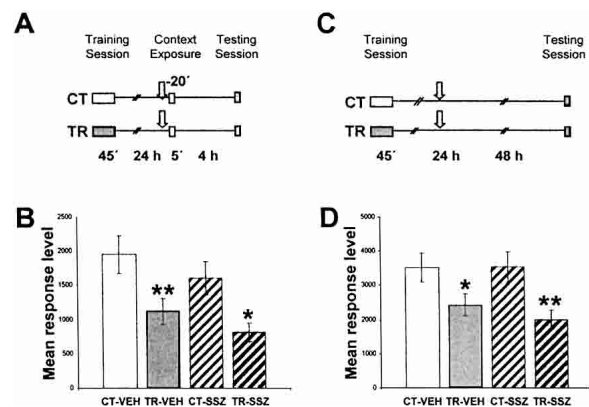 A
Training Session
Context Exposure
Testing Session
-20´
CT
TR
45´ 24 h 5´ 4 h
C
Training Session
Testing Session
CT
TR
45´ 24 h 48 h
B
Mean response level
2500
2000
1500
1000
500
0
**
*
CT-VEH TR-VEH CT-SSZ TR-SSZ
D
Mean response level
5000
4000
3000
2000
1000
0
*
**
CT-VEH TR-VEH CT-SSZ TR-SSZ